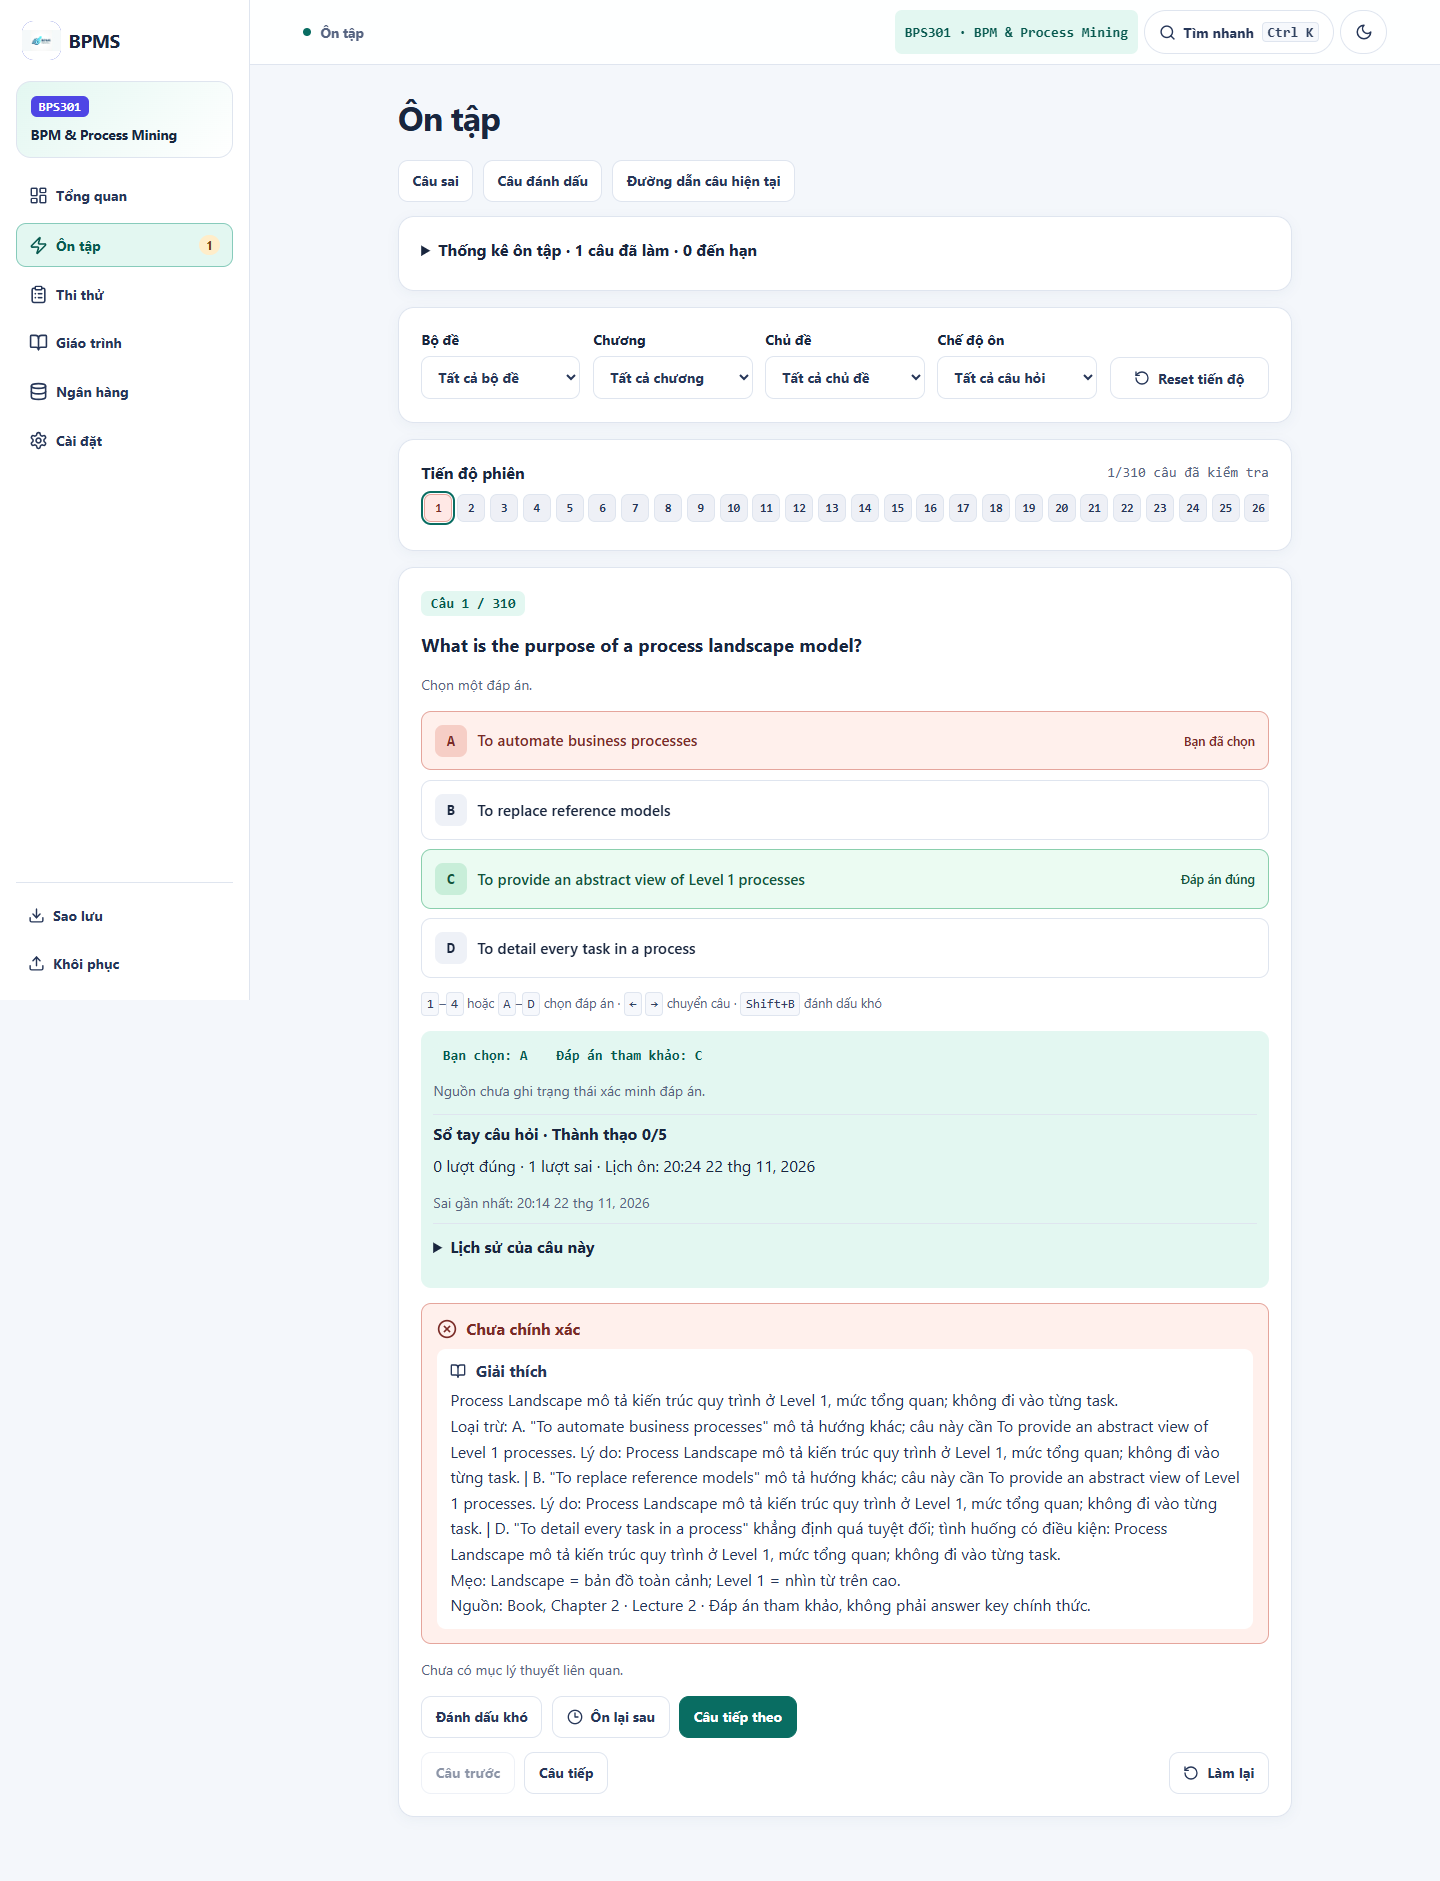 BPMS
BPS301
BPM & Process Mining
Tổng quan
Ôn tập 1
Thi thử
Giáo trình
Ngân hàng
Cài đặt
Sao lưu
Khôi phục
Ôn tập
BPS301 · BPM & Process Mining
Tìm nhanh Ctrl K
Ôn tập
Câu sai
Câu đánh dấu
Đường dẫn câu hiện tại
Thống kê ôn tập · 1 câu đã làm · 0 đến hạn
Bộ đề Chương Chủ đề Chế độ ôn
Tất cả bộ đề Tất cả chương Tất cả chủ đề Tất cả câu hỏi Reset tiến độ
Tiến độ phiên 1/310 câu đã kiểm tra
1 2 3 4 5 6 7 8 9 10 11 12 13 14 15 16 17 18 19 20 21 22 23 24 25 26
Câu 1 / 310
What is the purpose of a process landscape model?
Chọn một đáp án.
A To automate business processes Bạn đã chọn
B To replace reference models
C To provide an abstract view of Level 1 processes Đáp án đúng
D To detail every task in a process
1–4 hoặc A–D chọn đáp án · ← → chuyển câu · Shift+B đánh dấu khó
Bạn chọn: A Đáp án tham khảo: C
Nguồn chưa ghi trạng thái xác minh đáp án.
Sổ tay câu hỏi · Thành thạo 0/5
0 lượt đúng · 1 lượt sai · Lịch ôn: 20:24 22 thg 11, 2026
Sai gần nhất: 20:14 22 thg 11, 2026
Lịch sử của câu này
Chưa chính xác
Giải thích
Process Landscape mô tả kiến trúc quy trình ở Level 1, mức tổng quan; không đi vào từng task.
Loại trừ: A. "To automate business processes" mô tả hướng khác; câu này cần To provide an abstract view of
Level 1 processes. Lý do: Process Landscape mô tả kiến trúc quy trình ở Level 1, mức tổng quan; không đi vào
từng task. | B. "To replace reference models" mô tả hướng khác; câu này cần To provide an abstract view of Level
1 processes. Lý do: Process Landscape mô tả kiến trúc quy trình ở Level 1, mức tổng quan; không đi vào từng
task. | D. "To detail every task in a process" khẳng định quá tuyệt đối; tình huống có điều kiện: Process
Landscape mô tả kiến trúc quy trình ở Level 1, mức tổng quan; không đi vào từng task.
Mẹo: Landscape = bản đồ toàn cảnh; Level 1 = nhìn từ trên cao.
Nguồn: Book, Chapter 2 · Lecture 2 · Đáp án tham khảo, không phải answer key chính thức.
Chưa có mục lý thuyết liên quan.
Đánh dấu khó
Ôn lại sau
Câu tiếp theo
Câu trước
Câu tiếp
Làm lại